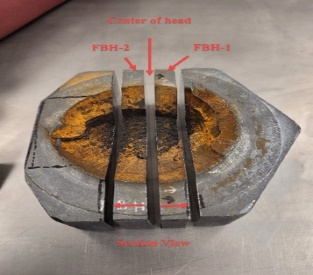 Center of head
FBH-2
FBH-1
Section View